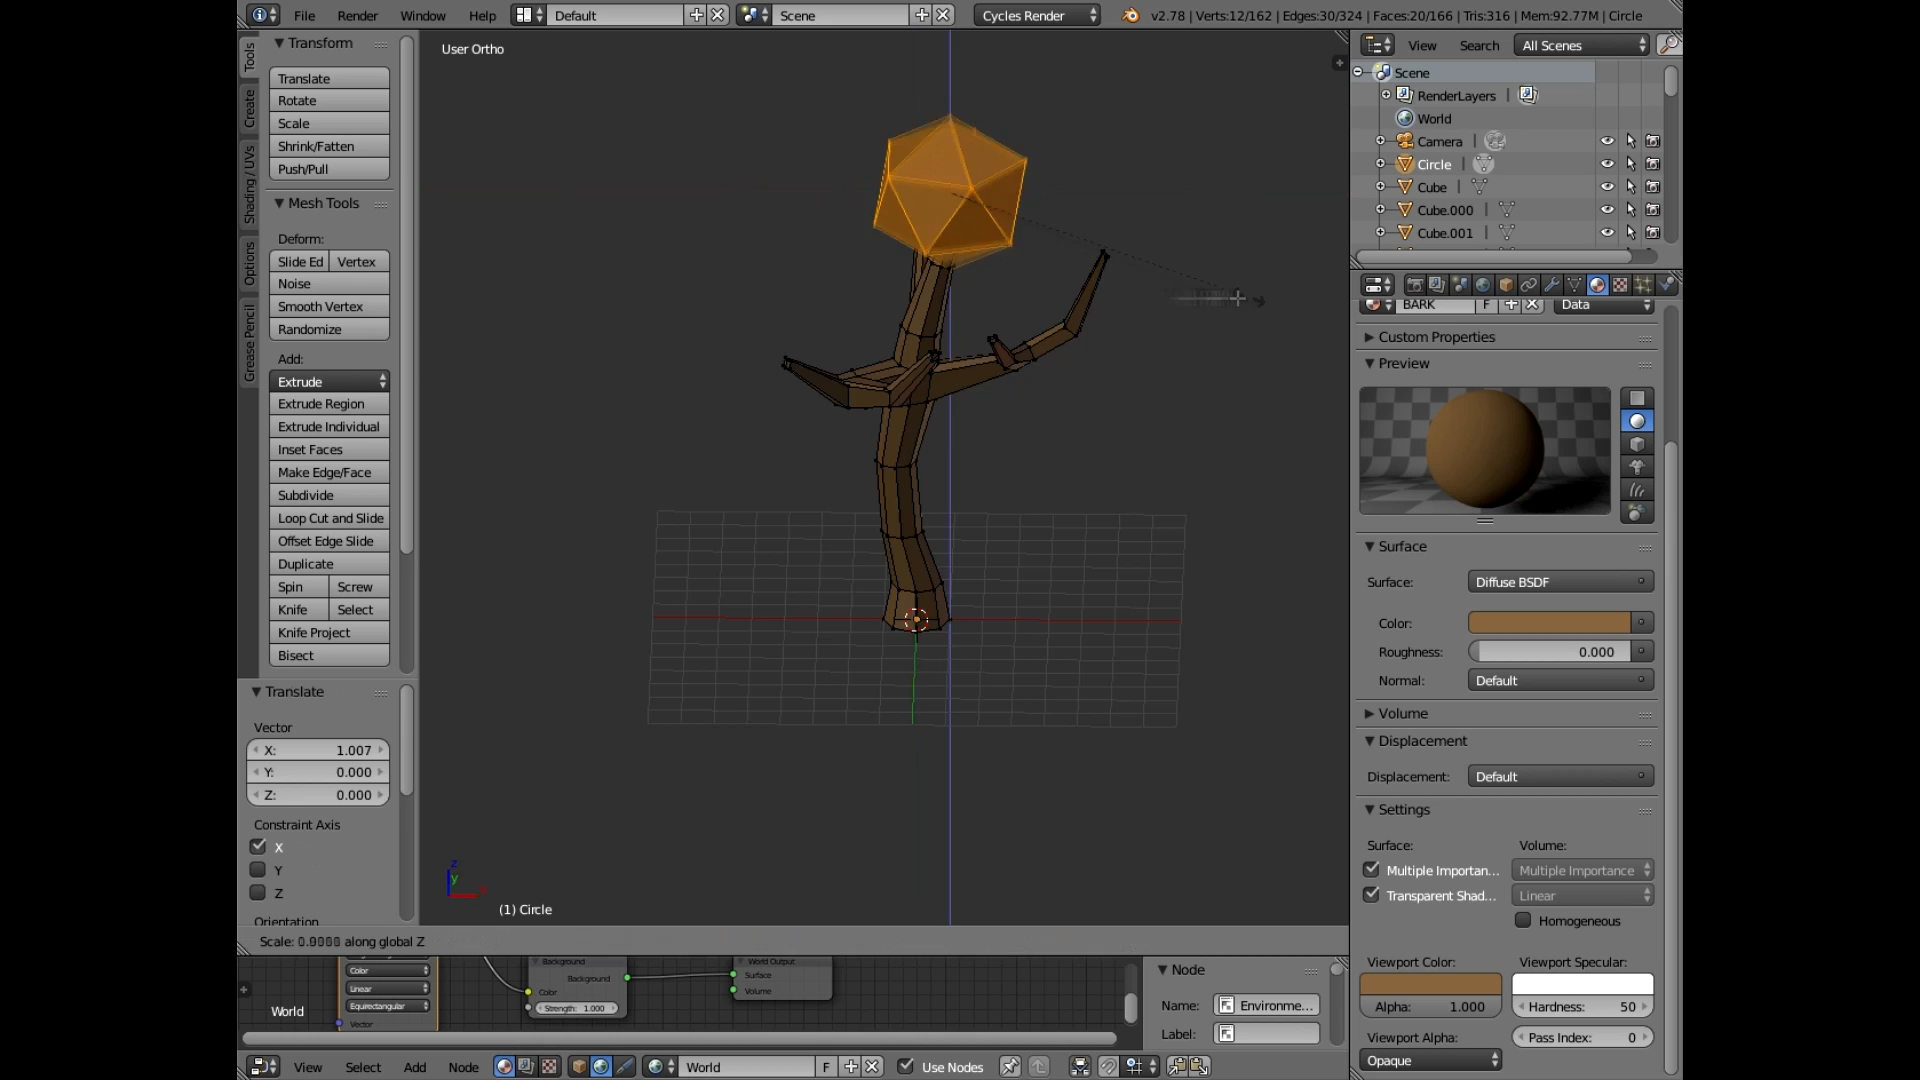 File Render Window Help Default Scene Cycles Render v2.78 | Verts:12/162 | Edges:30/324 | Faces:20/166 | Tris:316 | Mem:92.77M | Circle
Tools
Create
Shading / UVs
Options
Grease Pencil
Transform
Translate
Rotate
Scale
Shrink/Fatten
Push/Pull
Mesh Tools
Deform:
Slide Ed Vertex
Noise
Smooth Vertex
Randomize
Add:
Extrude
Extrude Region
Extrude Individual
Inset Faces
Make Edge/Face
Subdivide
Loop Cut and Slide
Offset Edge Slide
Duplicate
Spin Screw
Knife Select
Knife Project
Bisect
Translate
Vector
X: 1.007
Y: 0.000
Z: 0.000
Constraint Axis
X
Y
Z
Orientation
User Ortho
z
y
(1) Circle
View Search All Scenes
Scene
RenderLayers |
World
Camera |
Circle |
Cube |
Cube.000 |
Cube.001 |
BARK F Data
Custom Properties
Preview
Surface
Surface: Diffuse BSDF
Color:
Roughness: 0.000
Normal: Default
Volume
Displacement
Displacement: Default
Settings
Surface: Volume:
Multiple Importan... Multiple Importance
Transparent Shad... Linear
Homogeneous
Viewport Color: Viewport Specular:
Alpha: 1.000 Hardness: 50
Viewport Alpha: Pass Index: 0
Opaque
along global Z
Color
Linear
Equirectangular
Vector
Background
Background
Color
Strength: 1.000
World Output
Surface
Volume
World
Node
Name: Environme...
Label:
View Select Add Node World F Use Nodes